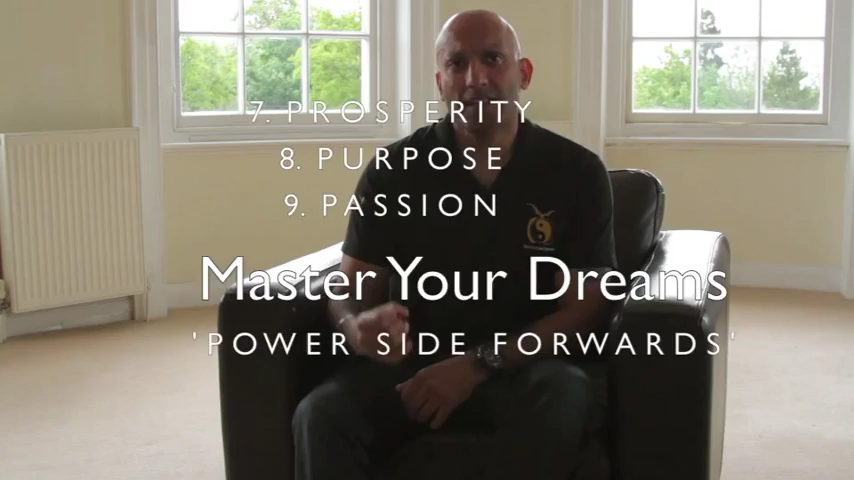 7. PROSPERITY
8. PURPOSE
9. PASSION
Master Your Dreams
'POWER SIDE FORWARDS'